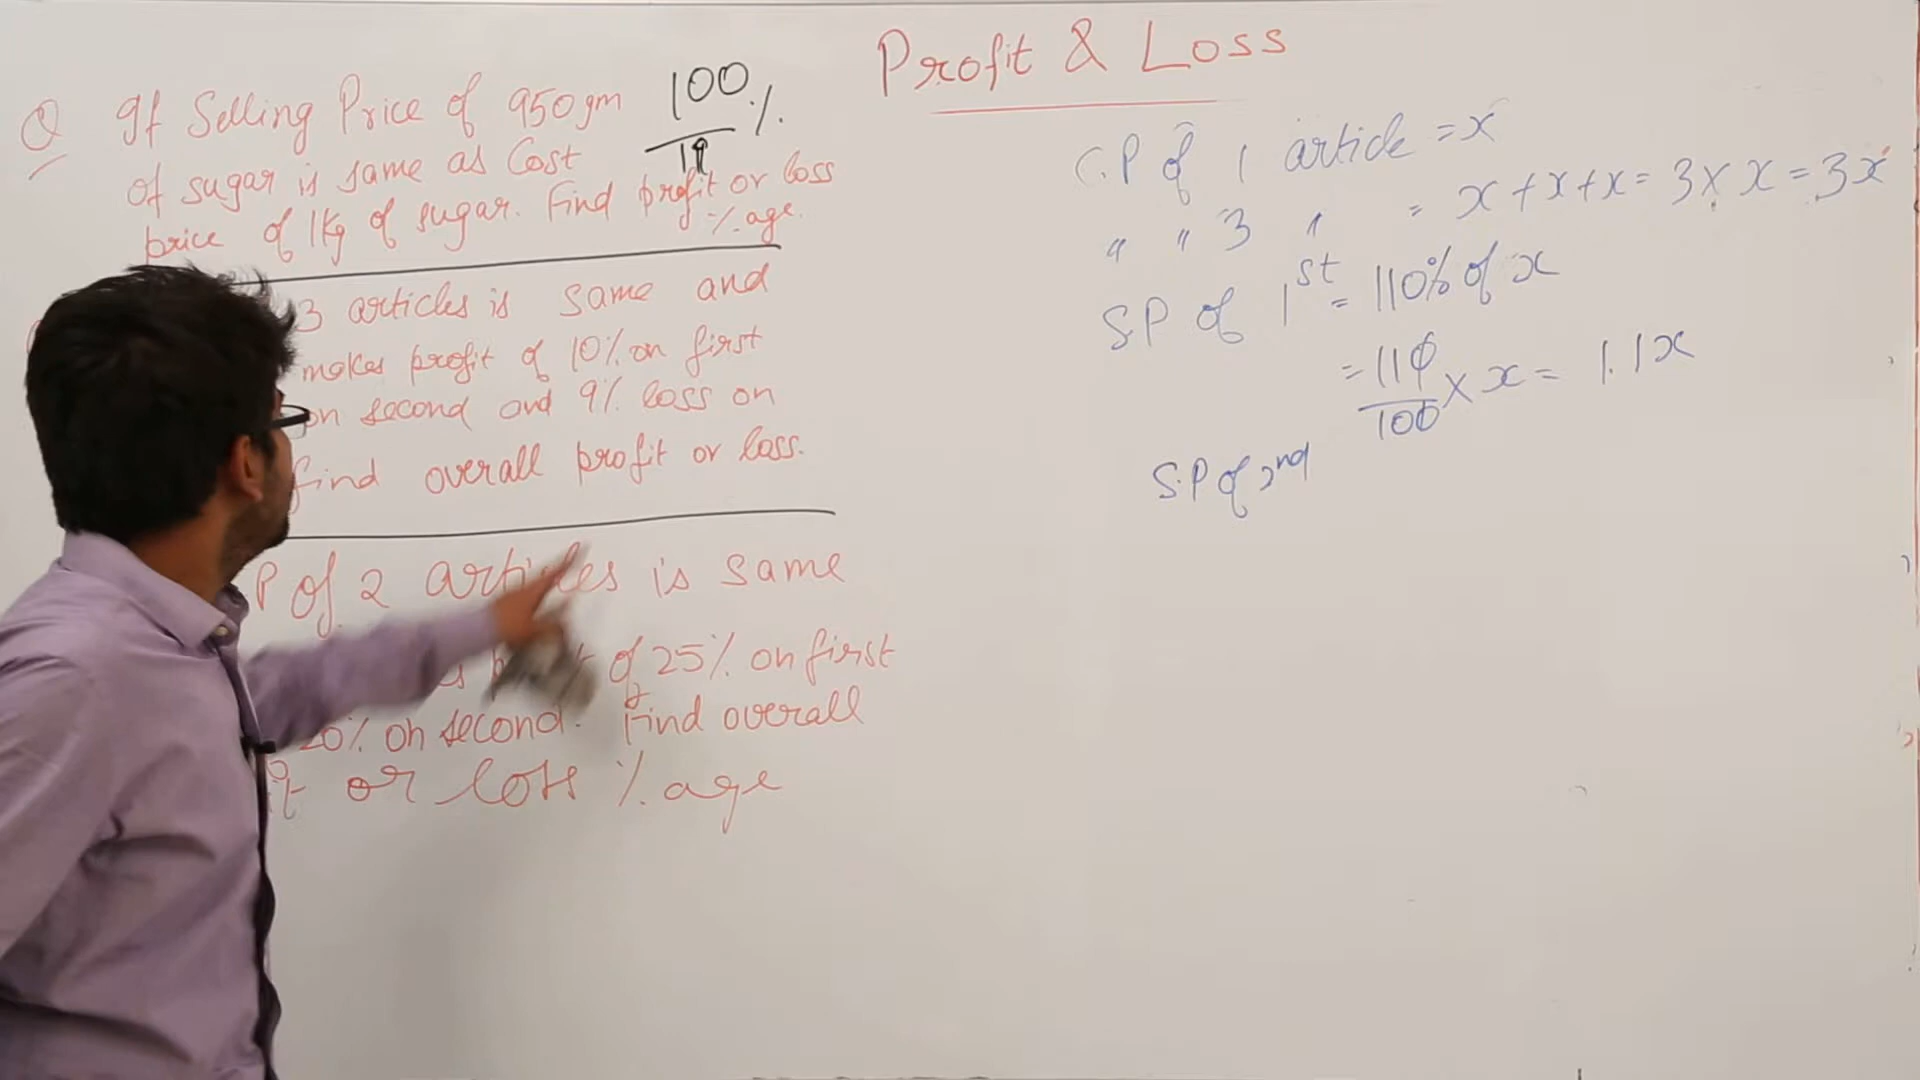 Profit & Loss
Q If Selling Price of 950gm
of sugar is same as Cost
price of 1Kg of sugar. Find profit or loss
%age.
100/19 %
3 articles is same and
makes profit of 10% on first
on second and 9% loss on
find overall profit or loss.
P of 2 articles is same
of 25% on first
20% on second. Find overall
or loss %age
C.P of 1 article = x
" " 3 " = x + x + x = 3 × x = 3x
S.P of 1st = 110% of x
= 110/100 × x = 1.1x
S.P of 2nd